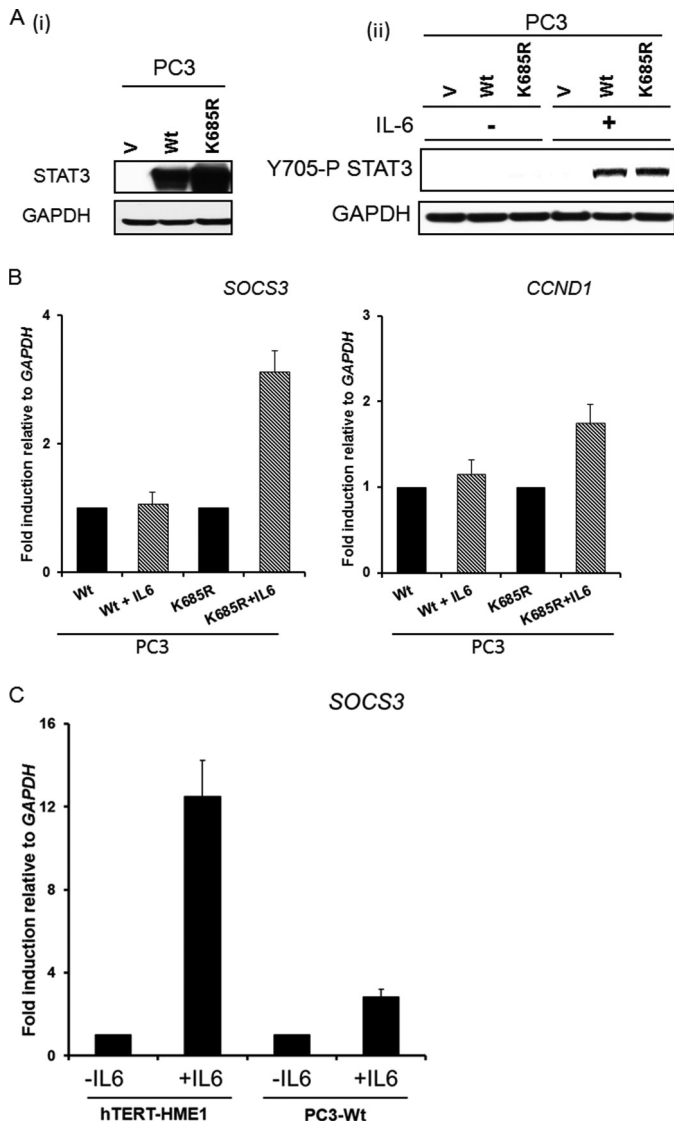 A (i)
PC3
V Wt K685R
STAT3
GAPDH
(ii)
PC3
V Wt K685R V Wt K685R
IL-6 - +
Y705-P STAT3
GAPDH
B
SOCS3
Fold induction relative to GAPDH
4
2
0
Wt Wt + IL6 K685R K685R+IL6
PC3
CCND1
Fold induction relative to GAPDH
3
2
1
0
Wt Wt + IL6 K685R K685R+IL6
PC3
C
SOCS3
Fold induction relative to GAPDH
16
12
8
4
0
-IL6 +IL6 -IL6 +IL6
hTERT-HME1 PC3-Wt